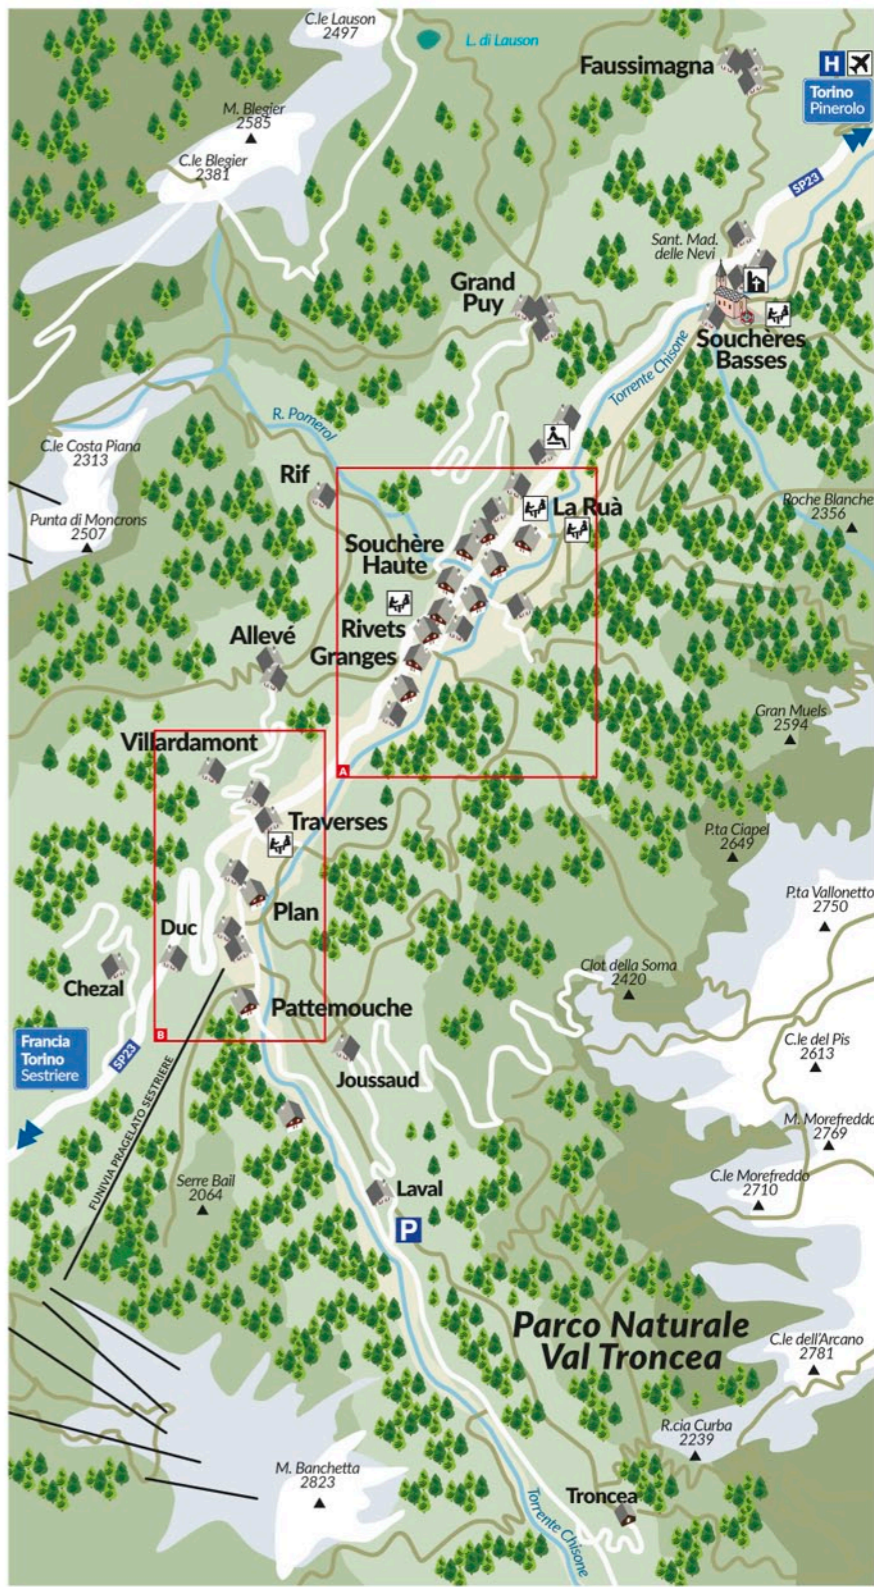 C.le Lauson
2497
L. di Lauson
Faussimagna
H
Torino
Pinerolo
M. Blegier
2585
C.le Blegier
2381
SP23
Sant. Mad.
delle Nevi
Grand
Puy
Souchères
Basses
Torrente Chisone
R. Pomerol
C.le Costa Piana
2313
Rif
Punta di Moncrons
2507
La Ruà
Roche Blanche
2356
Souchère
Haute
Rivets
Granges
Allevé
Gran Muels
2594
Villardamont
A
Traverses
P.ta Ciapel
2649
P.ta Vallonetto
2750
Plan
Duc
Chezal
Clot della Soma
2420
Pattemouche
B
Francia
Torino
Sestriere
SP23
C.le del Pis
2613
Joussaud
FUNIVIA PRAGELATO SESTRIERE
M. Morefreddo
2769
Serre Bail
2064
Laval
C.le Morefreddo
2710
P
Parco Naturale
Val Troncea
C.le dell'Arcano
2781
R.cia Curba
2239
M. Banchetta
2823
Troncea
Torrente Chisone